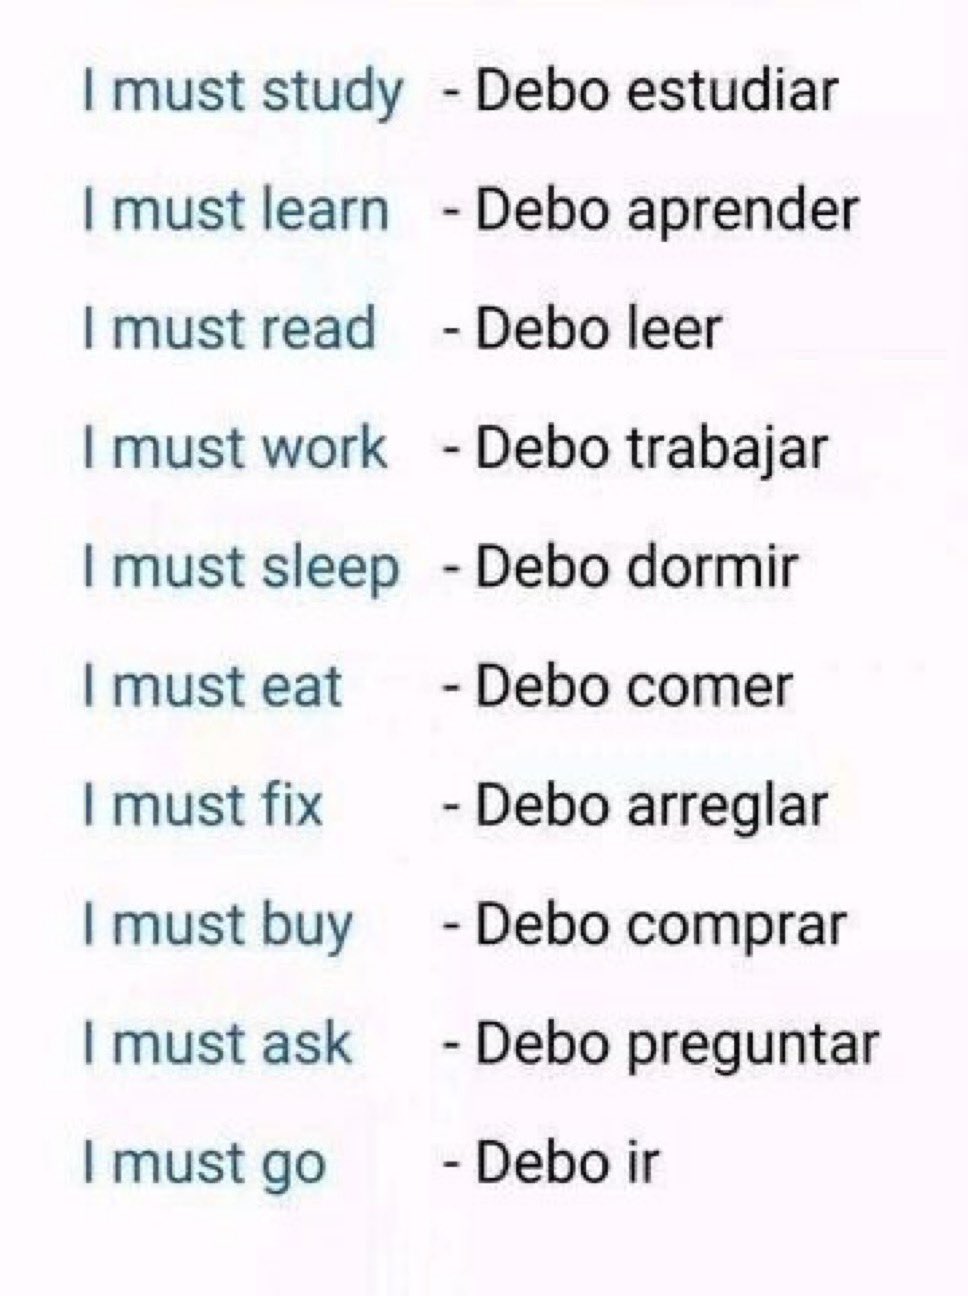 I must study - Debo estudiar
I must learn - Debo aprender
I must read - Debo leer
I must work - Debo trabajar
I must sleep - Debo dormir
I must eat - Debo comer
I must fix - Debo arreglar
I must buy - Debo comprar
I must ask - Debo preguntar
I must go - Debo ir